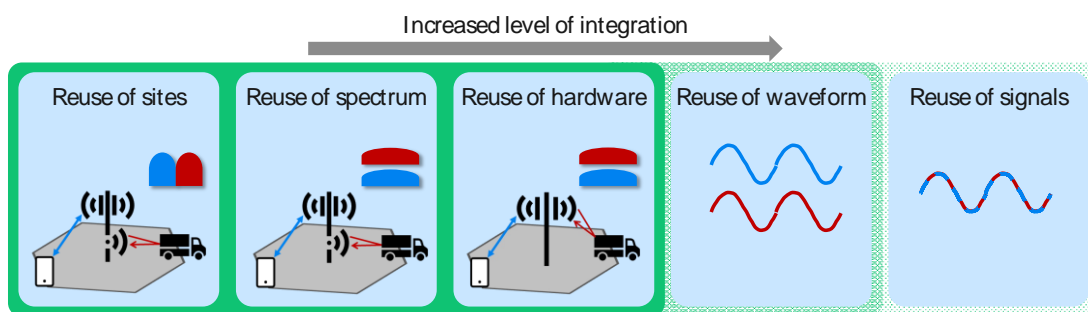 Increased level of integration
Reuse of sites
Reuse of spectrum
Reuse of hardware
Reuse of waveform
Reuse of signals